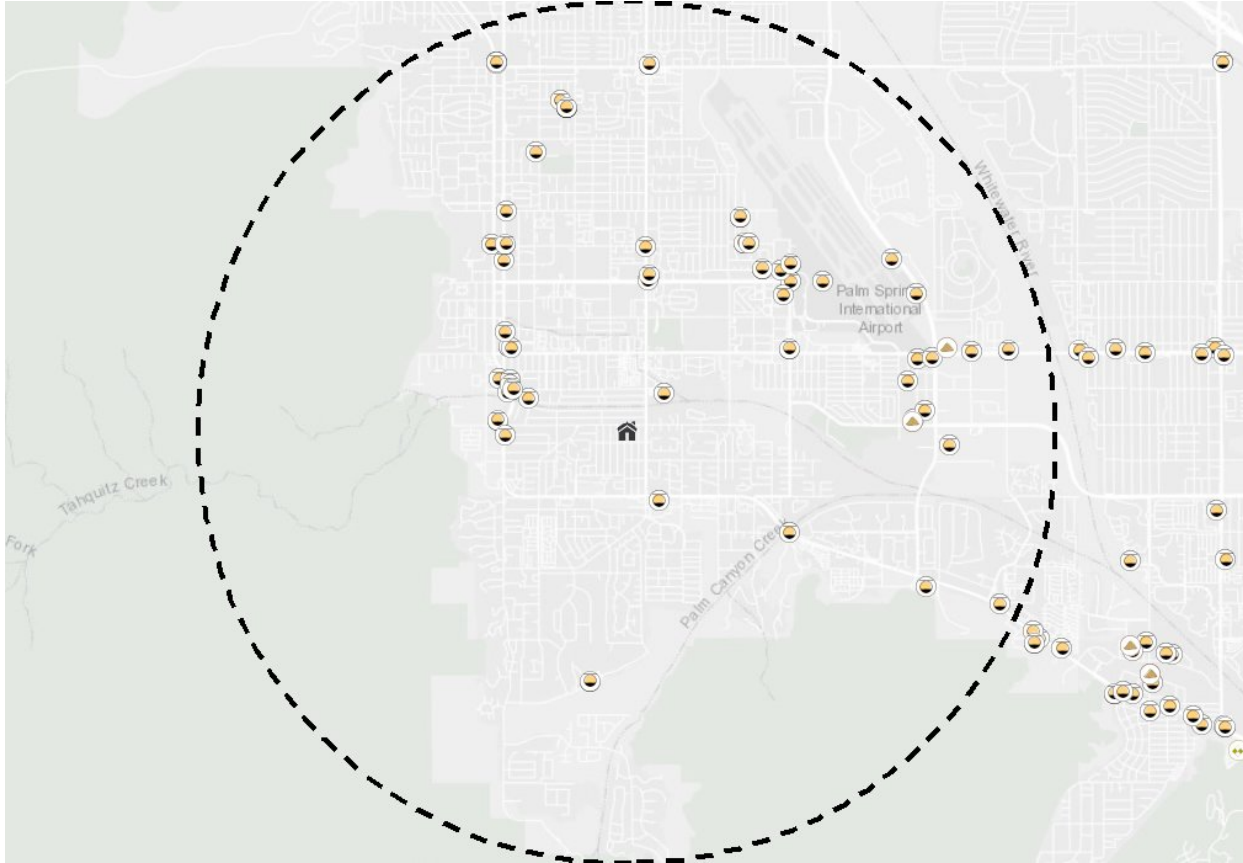 Whitewater River
Palm Springs
International
Airport
Tahquitz Creek
Fork
Palm Canyon Creek